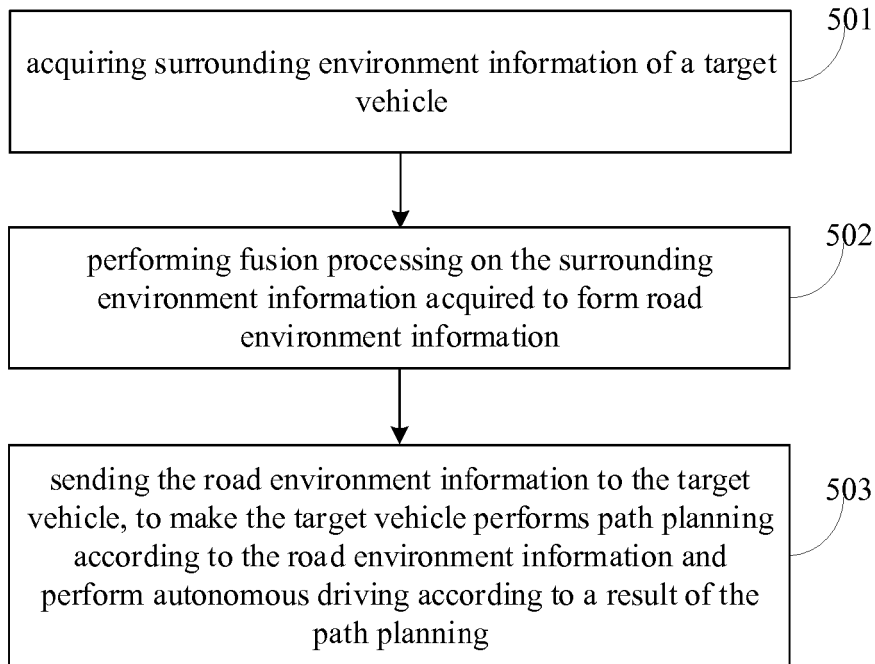 501
acquiring surrounding environment information of a target
vehicle
502
performing fusion processing on the surrounding
environment information acquired to form road
environment information
503
sending the road environment information to the target
vehicle, to make the target vehicle performs path planning
according to the road environment information and
perform autonomous driving according to a result of the
path planning